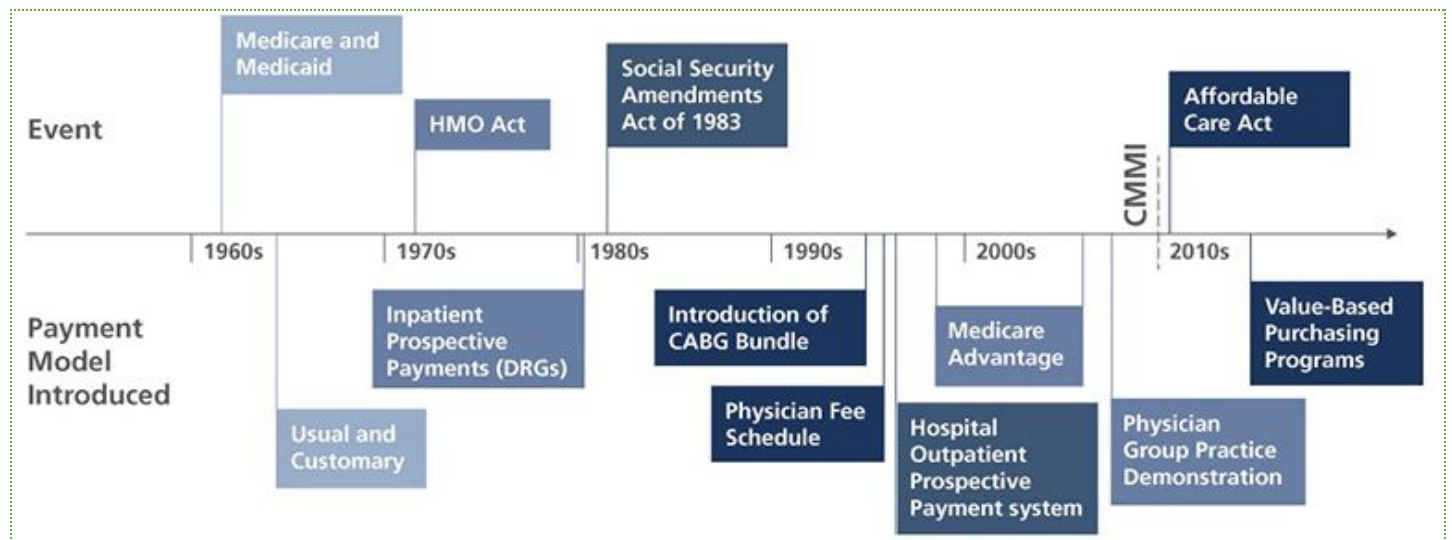 Medicare and
Medicaid
HMO Act
Social Security
Amendments
Act of 1983
Affordable
Care Act
Event
CMMI
1960s
1970s
1980s
1990s
2000s
2010s
Payment
Model
Introduced
Inpatient
Prospective
Payments (DRGs)
Usual and
Customary
Introduction of
CABG Bundle
Physician Fee
Schedule
Hospital
Outpatient
Prospective
Payment system
Medicare
Advantage
Physician
Group Practice
Demonstration
Value-Based
Purchasing
Programs